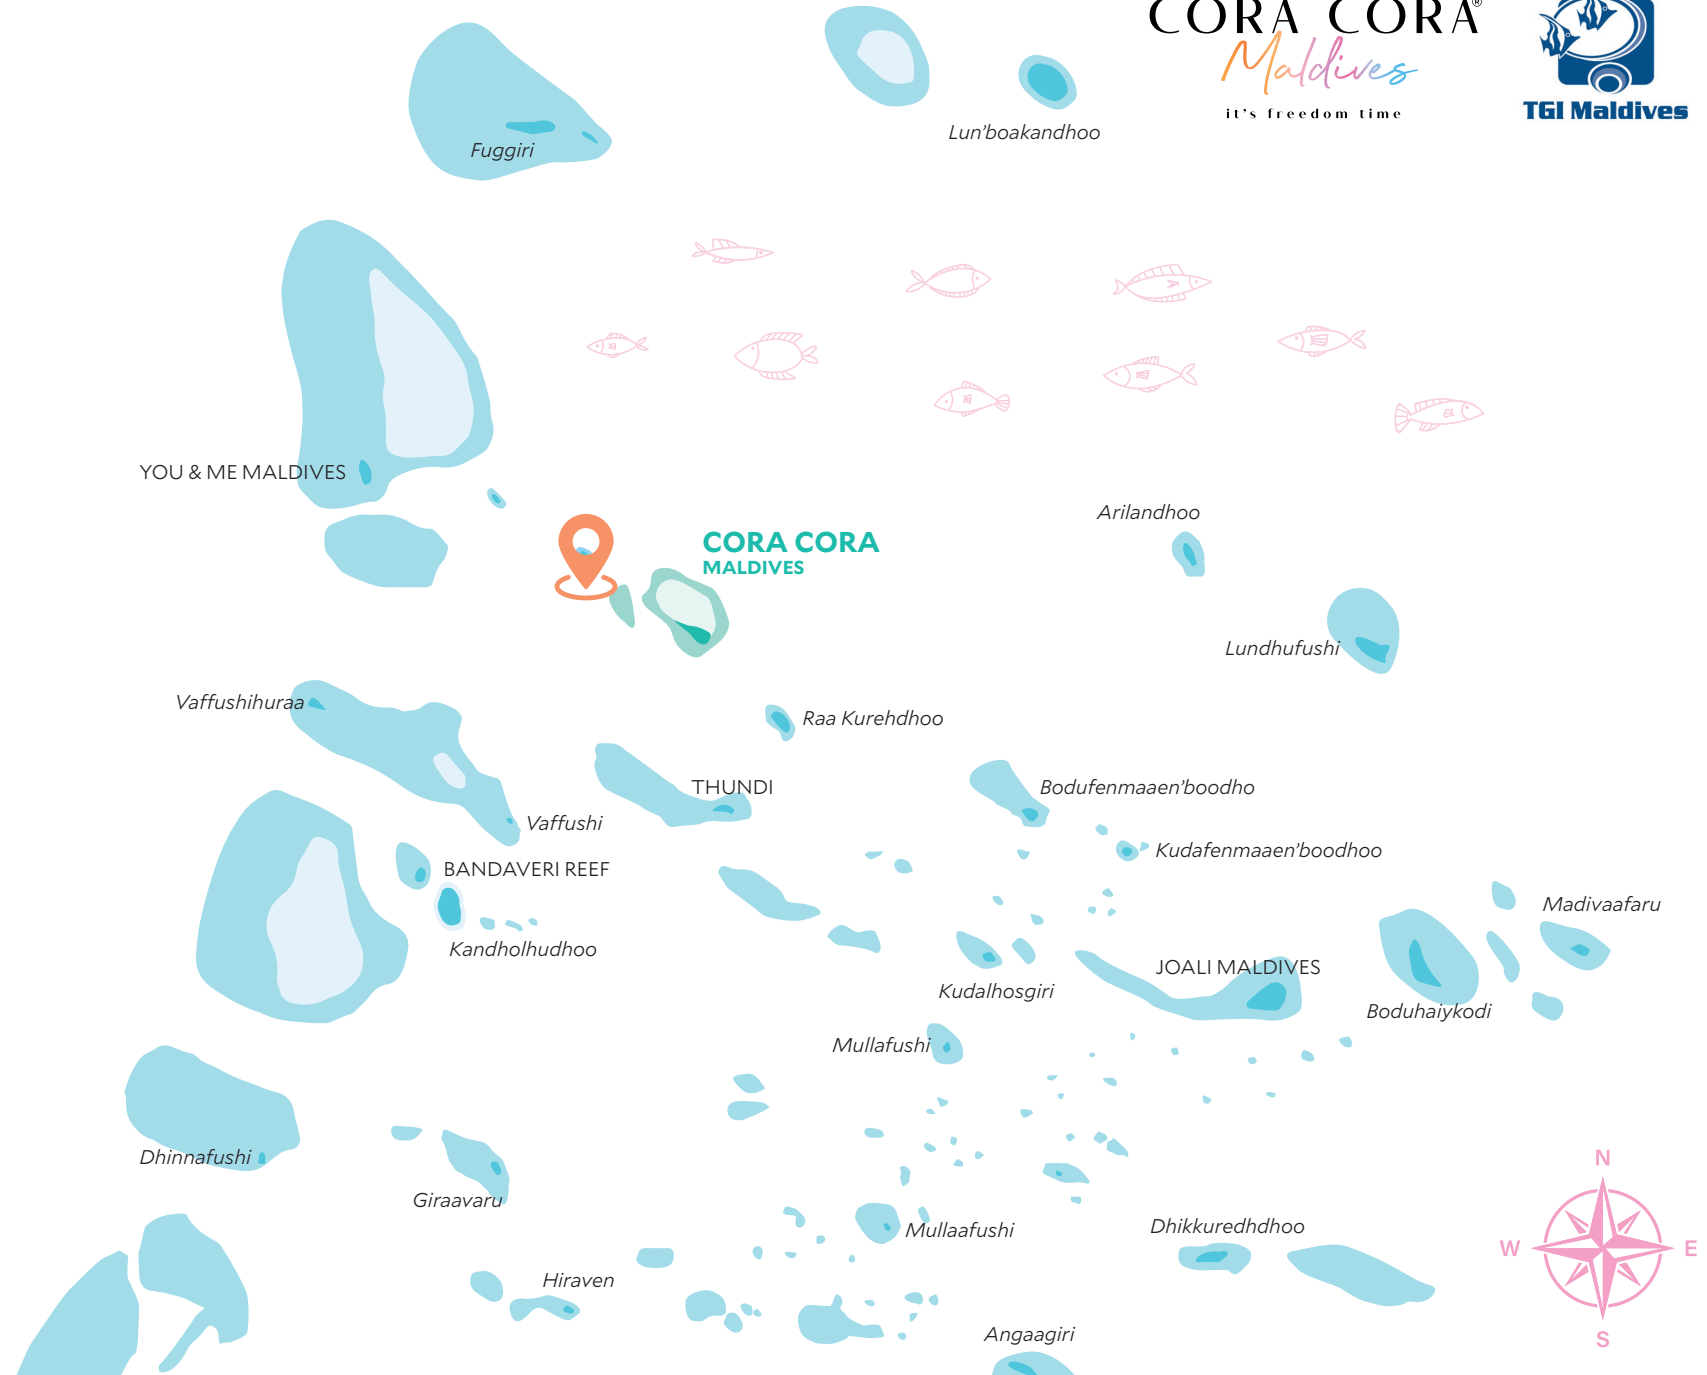 CORA CORA®
Maldives
it's freedom time
TGI Maldives
Lun'boakandhoo
Fuggiri
YOU & ME MALDIVES
Arilandhoo
CORA CORA
MALDIVES
Lundhufushi
Vaffushihuraa
Raa Kurehdhoo
THUNDI
Bodufenmaaen'boodho
Vaffushi
Kudafenmaaen'boodhoo
BANDAVERI REEF
Madivaafaru
Kandholhudhoo
JOALI MALDIVES
Kudalhosgiri
Boduhaiykodi
Mullafushi
Dhinnafushi
N
Giraavaru
Mullaafushi
Dhikkuredhdhoo
W
E
Hiraven
Angaagiri
S